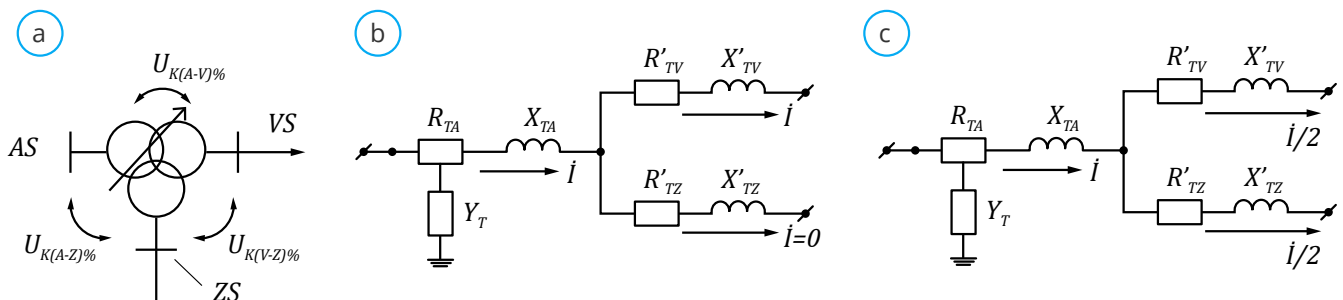 a
U_K(A-V)%
AS
VS
U_K(A-Z)%
U_K(V-Z)%
ZS
b
R'_TV
X'_TV
İ
R_TA
X_TA
İ
Y_T
R'_TZ
X'_TZ
İ=0
c
R'_TV
X'_TV
İ/2
R_TA
X_TA
İ
Y_T
R'_TZ
X'_TZ
İ/2